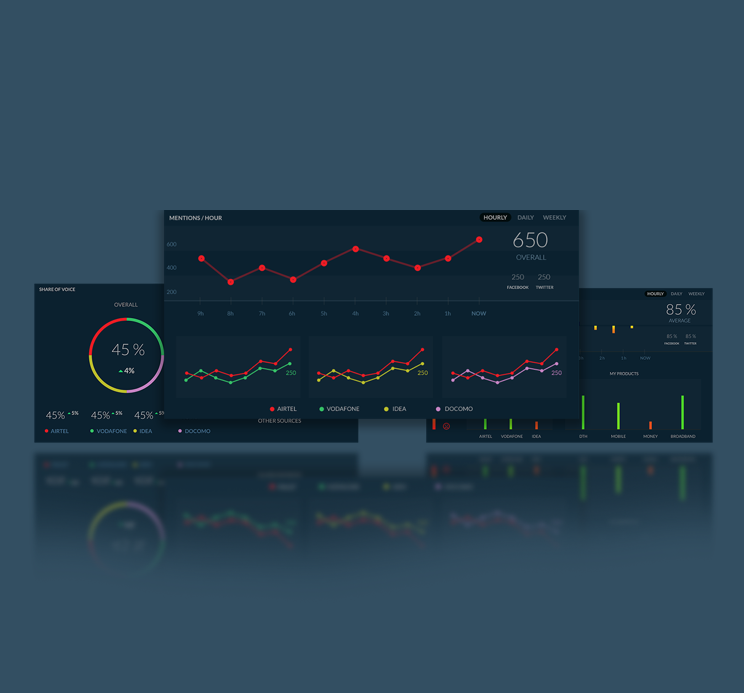 MENTIONS / HOUR HOURLY DAILY WEEKLY
600
400
200
650
OVERALL
250 250
FACEBOOK TWITTER
9h 8h 7h 6h 5h 4h 3h 2h 1h NOW
250 250 250
AIRTEL VODAFONE IDEA DOCOMO
SHARE OF VOICE
OVERALL
45 %
4%
45% 5% 45% 5% 45% 5%
AIRTEL VODAFONE IDEA DOCOMO
OTHER SOURCES
HOURLY DAILY WEEKLY
85 %
AVERAGE
85 % 85 %
FACEBOOK TWITTER
2h 1h NOW
MY PRODUCTS
AIRTEL VODAFONE IDEA DTH MOBILE MONEY BROADBAND